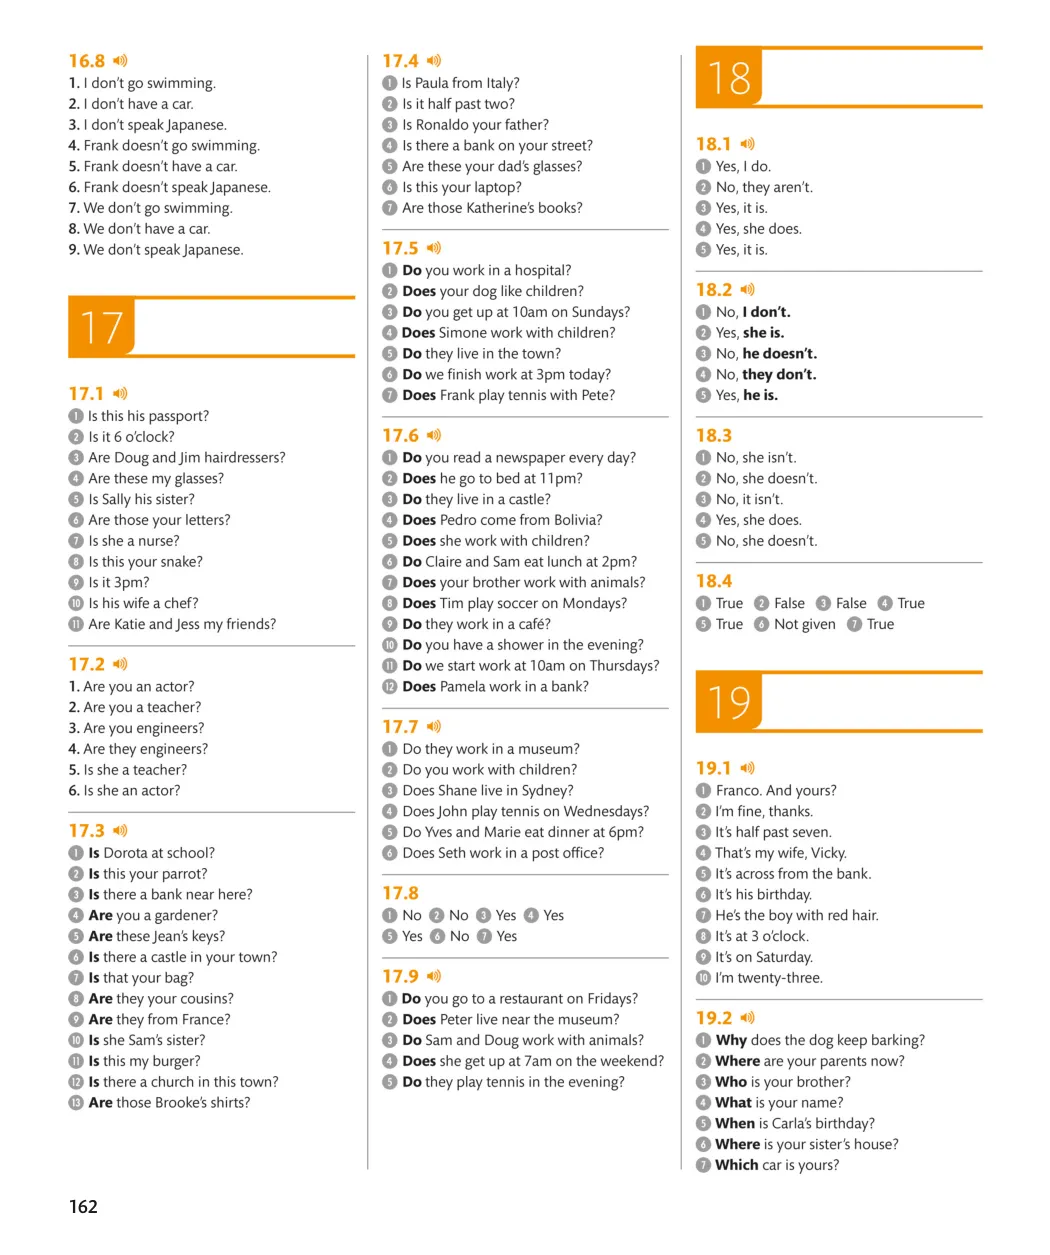 16.8
1. I don't go swimming.
2. I don't have a car.
3. I don't speak Japanese.
4. Frank doesn't go swimming.
5. Frank doesn't have a car.
6. Frank doesn't speak Japanese.
7. We don't go swimming.
8. We don't have a car.
9. We don't speak Japanese.
17
17.1
1 Is this his passport?
2 Is it 6 o'clock?
3 Are Doug and Jim hairdressers?
4 Are these my glasses?
5 Is Sally his sister?
6 Are those your letters?
7 Is she a nurse?
8 Is this your snake?
9 Is it 3pm?
10 Is his wife a chef?
11 Are Katie and Jess my friends?
17.2
1. Are you an actor?
2. Are you a teacher?
3. Are you engineers?
4. Are they engineers?
5. Is she a teacher?
6. Is she an actor?
17.3
1 Is Dorota at school?
2 Is this your parrot?
3 Is there a bank near here?
4 Are you a gardener?
5 Are these Jean's keys?
6 Is there a castle in your town?
7 Is that your bag?
8 Are they your cousins?
9 Are they from France?
10 Is she Sam's sister?
11 Is this my burger?
12 Is there a church in this town?
13 Are those Brooke's shirts?
17.4
1 Is Paula from Italy?
2 Is it half past two?
3 Is Ronaldo your father?
4 Is there a bank on your street?
5 Are these your dad's glasses?
6 Is this your laptop?
7 Are those Katherine's books?
17.5
1 Do you work in a hospital?
2 Does your dog like children?
3 Do you get up at 10am on Sundays?
4 Does Simone work with children?
5 Do they live in the town?
6 Do we finish work at 3pm today?
7 Does Frank play tennis with Pete?
17.6
1 Do you read a newspaper every day?
2 Does he go to bed at 11pm?
3 Do they live in a castle?
4 Does Pedro come from Bolivia?
5 Does she work with children?
6 Do Claire and Sam eat lunch at 2pm?
7 Does your brother work with animals?
8 Does Tim play soccer on Mondays?
9 Do they work in a café?
10 Do you have a shower in the evening?
11 Do we start work at 10am on Thursdays?
12 Does Pamela work in a bank?
17.7
1 Do they work in a museum?
2 Do you work with children?
3 Does Shane live in Sydney?
4 Does John play tennis on Wednesdays?
5 Do Yves and Marie eat dinner at 6pm?
6 Does Seth work in a post office?
17.8
1 No 2 No 3 Yes 4 Yes
5 Yes 6 No 7 Yes
17.9
1 Do you go to a restaurant on Fridays?
2 Does Peter live near the museum?
3 Do Sam and Doug work with animals?
4 Does she get up at 7am on the weekend?
5 Do they play tennis in the evening?
18
18.1
1 Yes, I do.
2 No, they aren't.
3 Yes, it is.
4 Yes, she does.
5 Yes, it is.
18.2
1 No, I don't.
2 Yes, she is.
3 No, he doesn't.
4 No, they don't.
5 Yes, he is.
18.3
1 No, she isn't.
2 No, she doesn't.
3 No, it isn't.
4 Yes, she does.
5 No, she doesn't.
18.4
1 True 2 False 3 False 4 True
5 True 6 Not given 7 True
19
19.1
1 Franco. And yours?
2 I'm fine, thanks.
3 It's half past seven.
4 That's my wife, Vicky.
5 It's across from the bank.
6 It's his birthday.
7 He's the boy with red hair.
8 It's at 3 o'clock.
9 It's on Saturday.
10 I'm twenty-three.
19.2
1 Why does the dog keep barking?
2 Where are your parents now?
3 Who is your brother?
4 What is your name?
5 When is Carla's birthday?
6 Where is your sister's house?
7 Which car is yours?
162